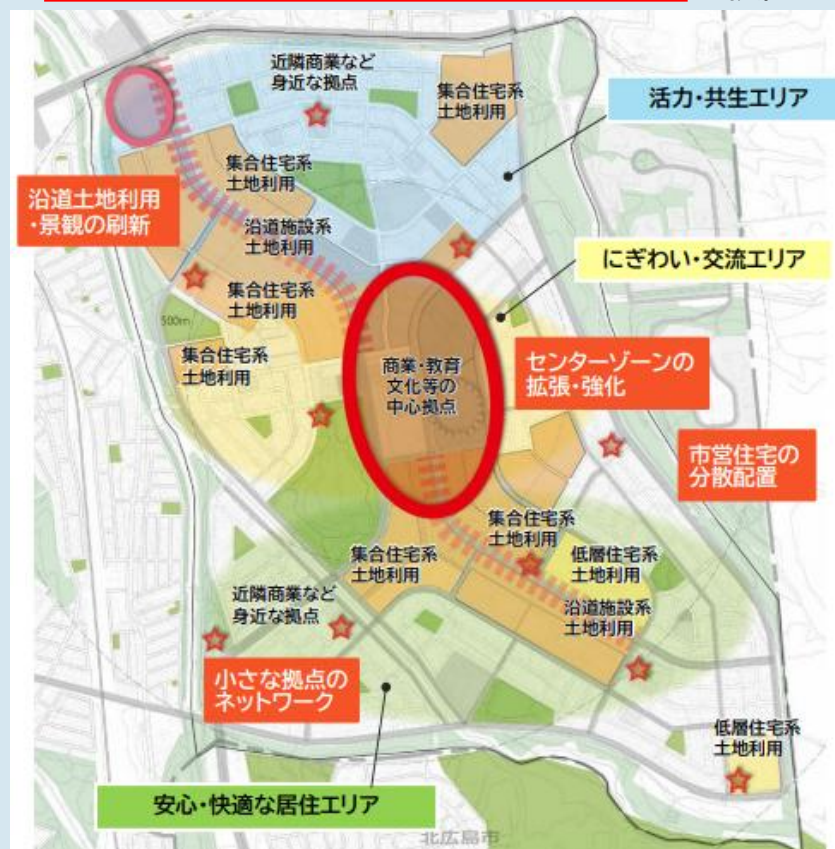 近隣商業など
身近な拠点
集合住宅系
土地利用
活力・共生エリア
集合住宅系
土地利用
沿道土地利用
・景観の刷新
沿道施設系
土地利用
にぎわい・交流エリア
集合住宅系
土地利用
500m
集合住宅系
土地利用
商業・教育
文化等の
中心拠点
センターゾーンの
拡張・強化
市営住宅の
分散配置
集合住宅系
土地利用
集合住宅系
土地利用
低層住宅系
土地利用
近隣商業など
身近な拠点
沿道施設系
土地利用
小さな拠点の
ネットワーク
低層住宅系
土地利用
安心・快適な居住エリア
北広島市